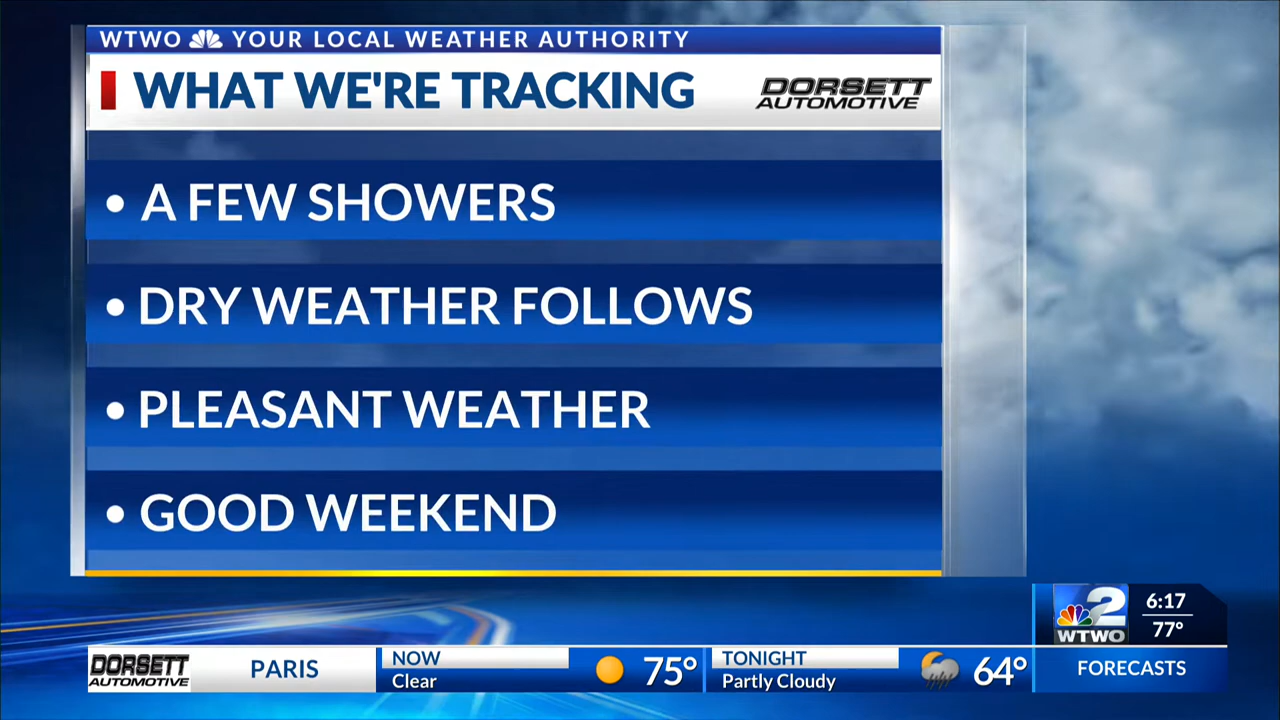 WTWO YOUR LOCAL WEATHER AUTHORITY
WHAT WE'RE TRACKING
DORSETT
AUTOMOTIVE
• A FEW SHOWERS
• DRY WEATHER FOLLOWS
• PLEASANT WEATHER
• GOOD WEEKEND
2
WTWO
6:17
77°
DORSETT
AUTOMOTIVE
PARIS
NOW
Clear
75°
TONIGHT
Partly Cloudy
64°
FORECASTS